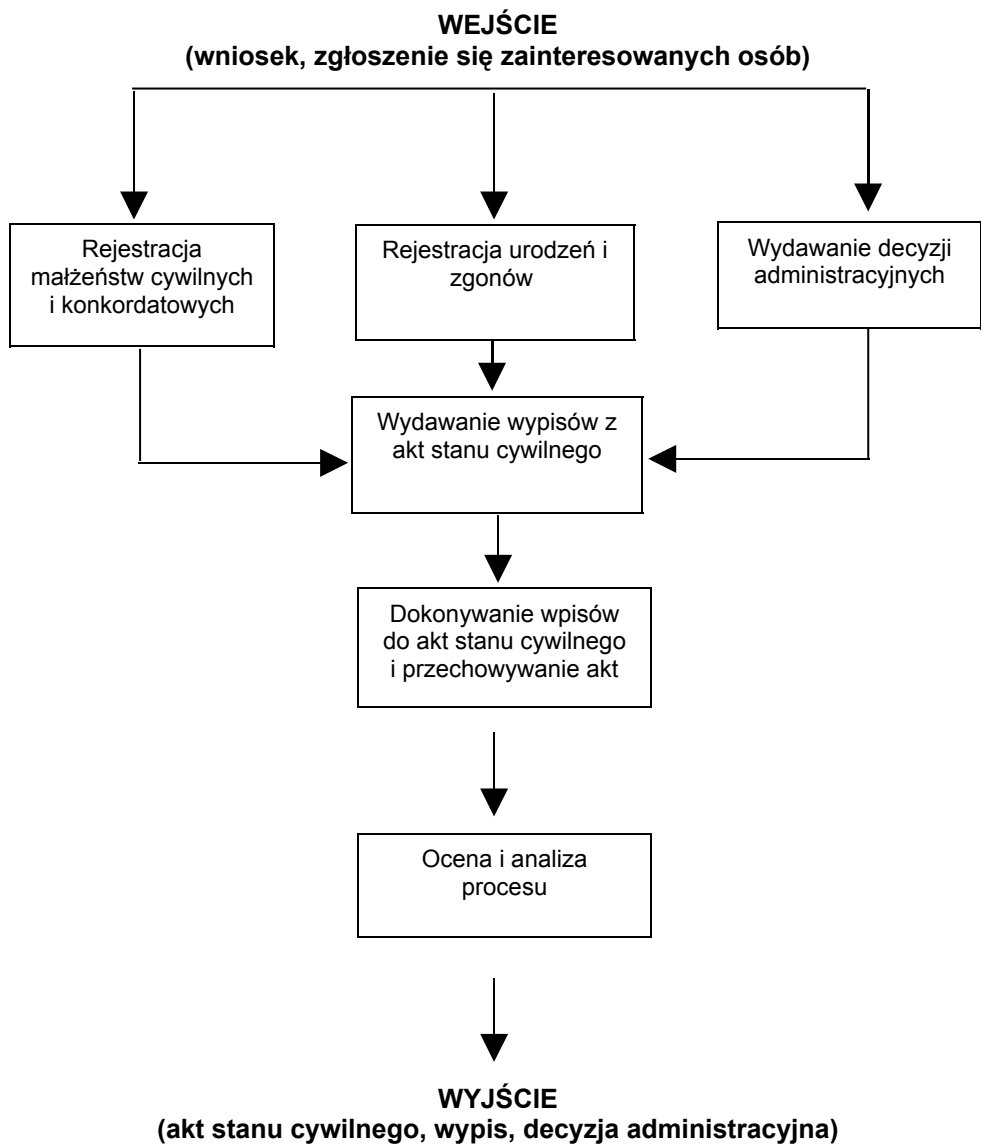 WEJŚCIE
(wniosek, zgłoszenie się zainteresowanych osób)
Rejestracja
małżeństw cywilnych
i konkordatowych
Rejestracja urodzeń i
zgonów
Wydawanie decyzji
administracyjnych
Wydawanie wypisów z
akt stanu cywilnego
Dokonywanie wpisów
do akt stanu cywilnego
i przechowywanie akt
Ocena i analiza
procesu
WYJŚCIE
(akt stanu cywilnego, wypis, decyzja administracyjna)